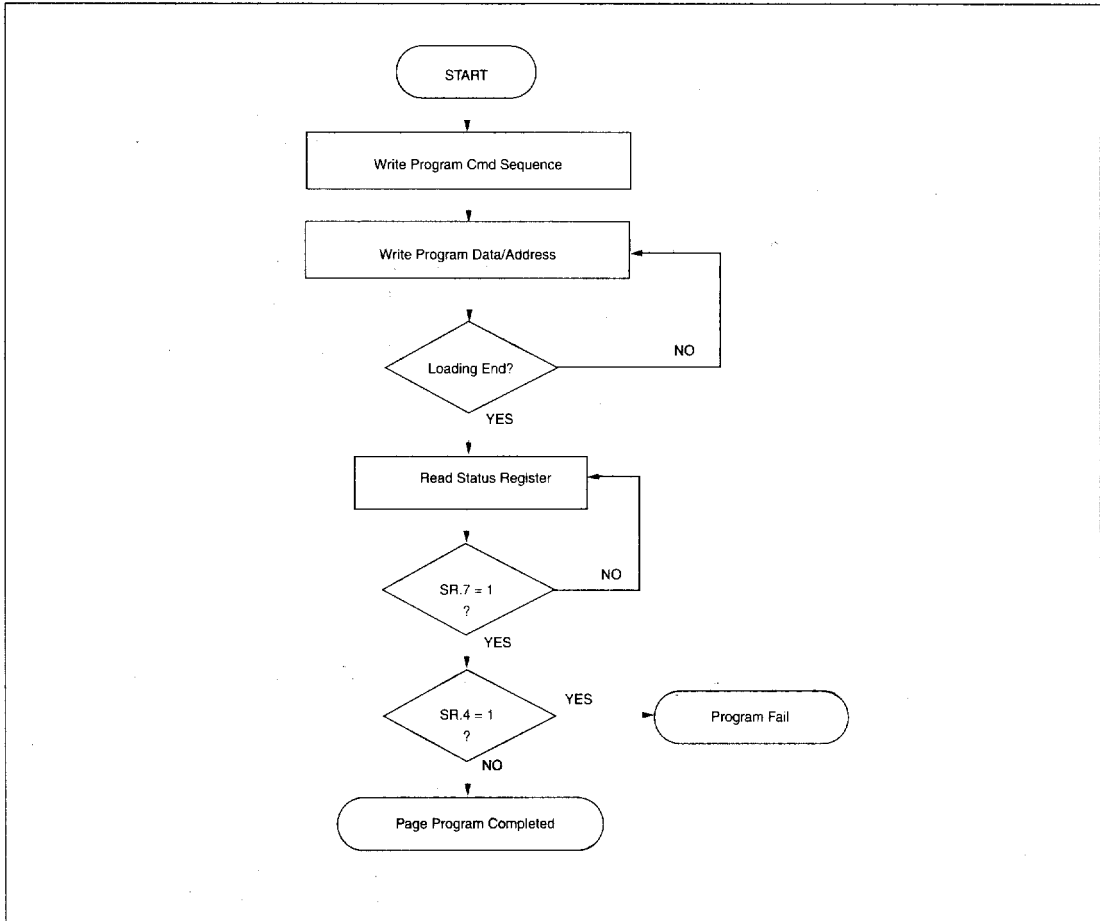 START
Write Program Cmd Sequence
Write Program Data/Address
NO
Loading End?
YES
Read Status Register
NO
SR.7 = 1
?
YES
YES
SR.4 = 1
?
Program Fail
NO
Page Program Completed